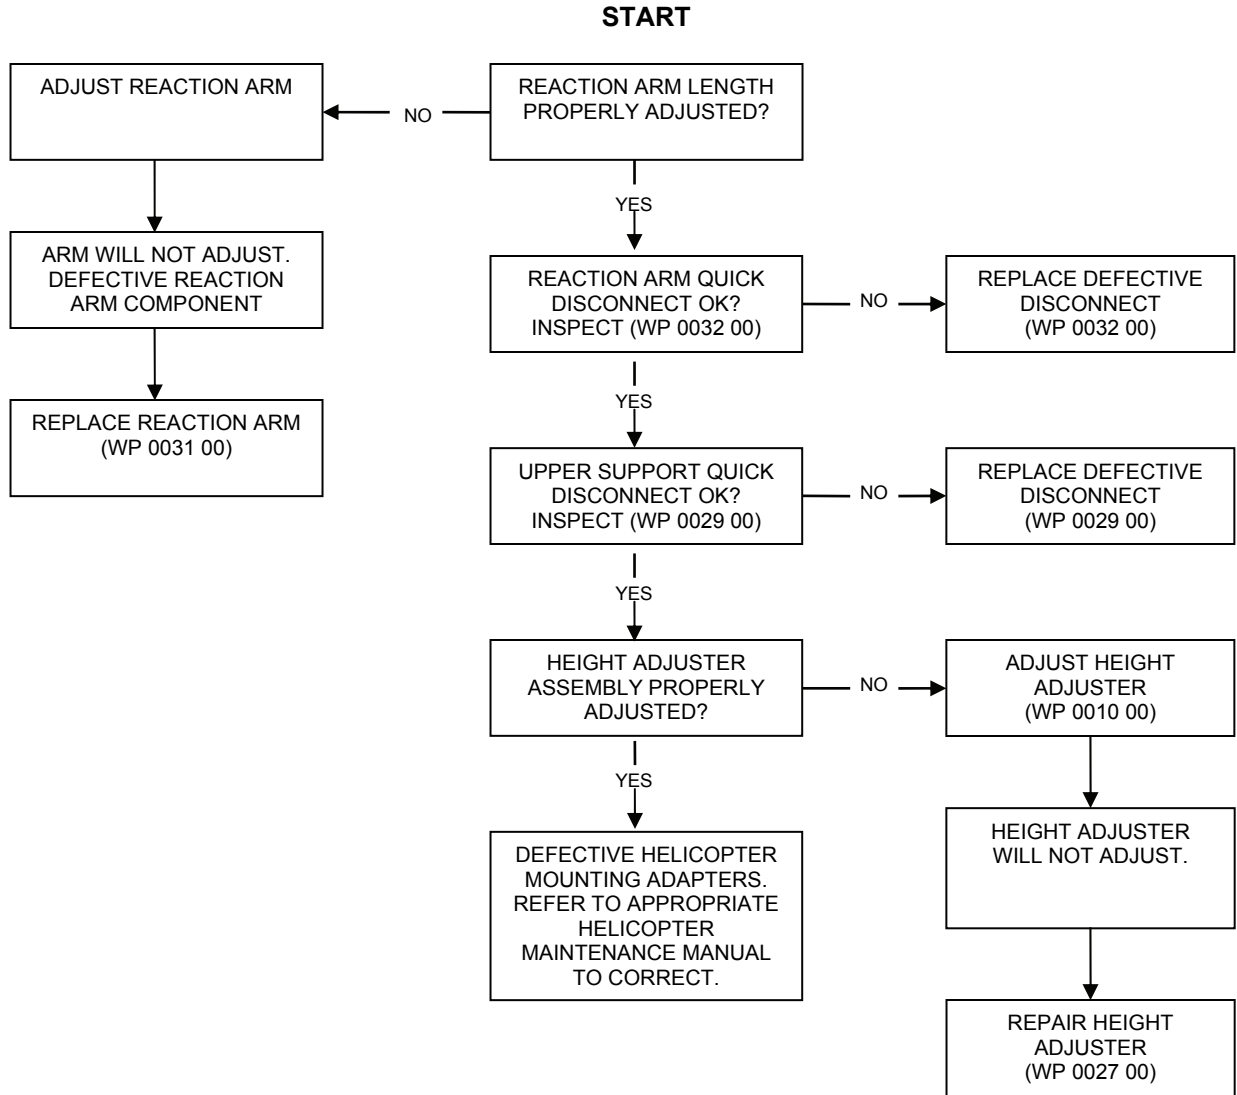 START
ADJUST REACTION ARM
NO
REACTION ARM LENGTH
PROPERLY ADJUSTED?
YES
ARM WILL NOT ADJUST.
DEFECTIVE REACTION
ARM COMPONENT
REACTION ARM QUICK
DISCONNECT OK?
INSPECT (WP 0032 00)
NO
REPLACE DEFECTIVE
DISCONNECT
(WP 0032 00)
YES
REPLACE REACTION ARM
(WP 0031 00)
UPPER SUPPORT QUICK
DISCONNECT OK?
INSPECT (WP 0029 00)
NO
REPLACE DEFECTIVE
DISCONNECT
(WP 0029 00)
YES
HEIGHT ADJUSTER
ASSEMBLY PROPERLY
ADJUSTED?
NO
ADJUST HEIGHT
ADJUSTER
(WP 0010 00)
YES
DEFECTIVE HELICOPTER
MOUNTING ADAPTERS.
REFER TO APPROPRIATE
HELICOPTER
MAINTENANCE MANUAL
TO CORRECT.
HEIGHT ADJUSTER
WILL NOT ADJUST.
REPAIR HEIGHT
ADJUSTER
(WP 0027 00)